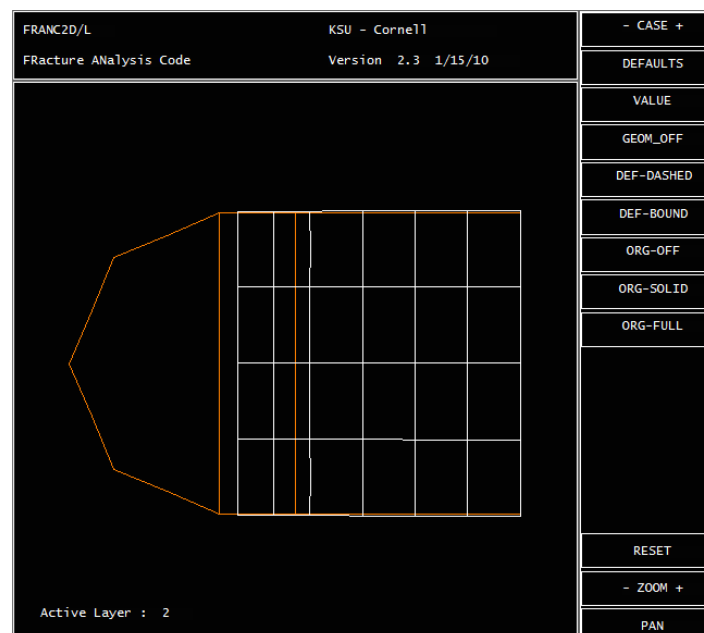 FRANC2D/L KSU - Cornell
FRacture ANalysis Code Version 2.3 1/15/10
- CASE +
DEFAULTS
VALUE
GEOM_OFF
DEF-DASHED
DEF-BOUND
ORG-OFF
ORG-SOLID
ORG-FULL
RESET
- ZOOM +
PAN
Active Layer : 2